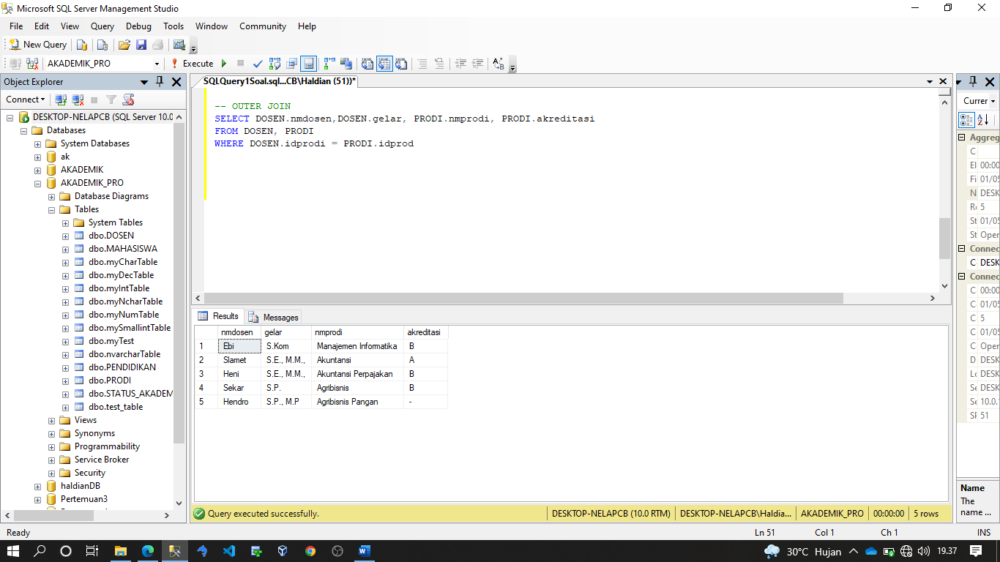 Microsoft SQL Server Management Studio
File Edit View Query Debug Tools Window Community Help
New Query
AKADEMIK_PRO Execute
Object Explorer
Connect
DESKTOP-NELAPCB (SQL Server 10.0
Databases
System Databases
ak
AKADEMIK
AKADEMIK_PRO
Database Diagrams
Tables
System Tables
dbo.DOSEN
dbo.MAHASISWA
dbo.myCharTable
dbo.myDecTable
dbo.myIntTable
dbo.myNcharTable
dbo.myNumTable
dbo.mySmallintTable
dbo.myTest
dbo.nvarcharTable
dbo.PENDIDIKAN
dbo.PRODI
dbo.STATUS_AKADEM
dbo.test_table
Views
Synonyms
Programmability
Service Broker
Security
haldianDB
Pertemuan3
SQLQuery1Soal.sql...CB\Haldian (51))*
-- OUTER JOIN
SELECT DOSEN.nmdosen,DOSEN.gelar, PRODI.nmprodi, PRODI.akreditasi
FROM DOSEN, PRODI
WHERE DOSEN.idprodi = PRODI.idprod
Results Messages
nmdosen gelar nmprodi akreditasi
1 Ebi S.Kom Manajemen Informatika B
2 Slamet S.E., M.M., Akuntansi A
3 Heni S.E., M.M., Akuntansi Perpajakan B
4 Sekar S.P. Agribisnis B
5 Hendro S.P., M.P Agribisnis Pangan -
Query executed successfully. DESKTOP-NELAPCB (10.0 RTM) DESKTOP-NELAPCB\Haldia... AKADEMIK_PRO 00:00:00 5 rows
Currer
Aggreg
C
El 00:00
Fi 01/05
N DESK
Re 5
St 01/05
St Oper
Connec
C DESK
Connec
C 00:00
C 01/05
C 5
C 01/05
C Oper
D DESK
Lo DESK
Se DESK
Se 10.0.
SP 51
Name
The
name ...
Ready Ln 51 Col 1 Ch 1 INS
30°C Hujan 19.37